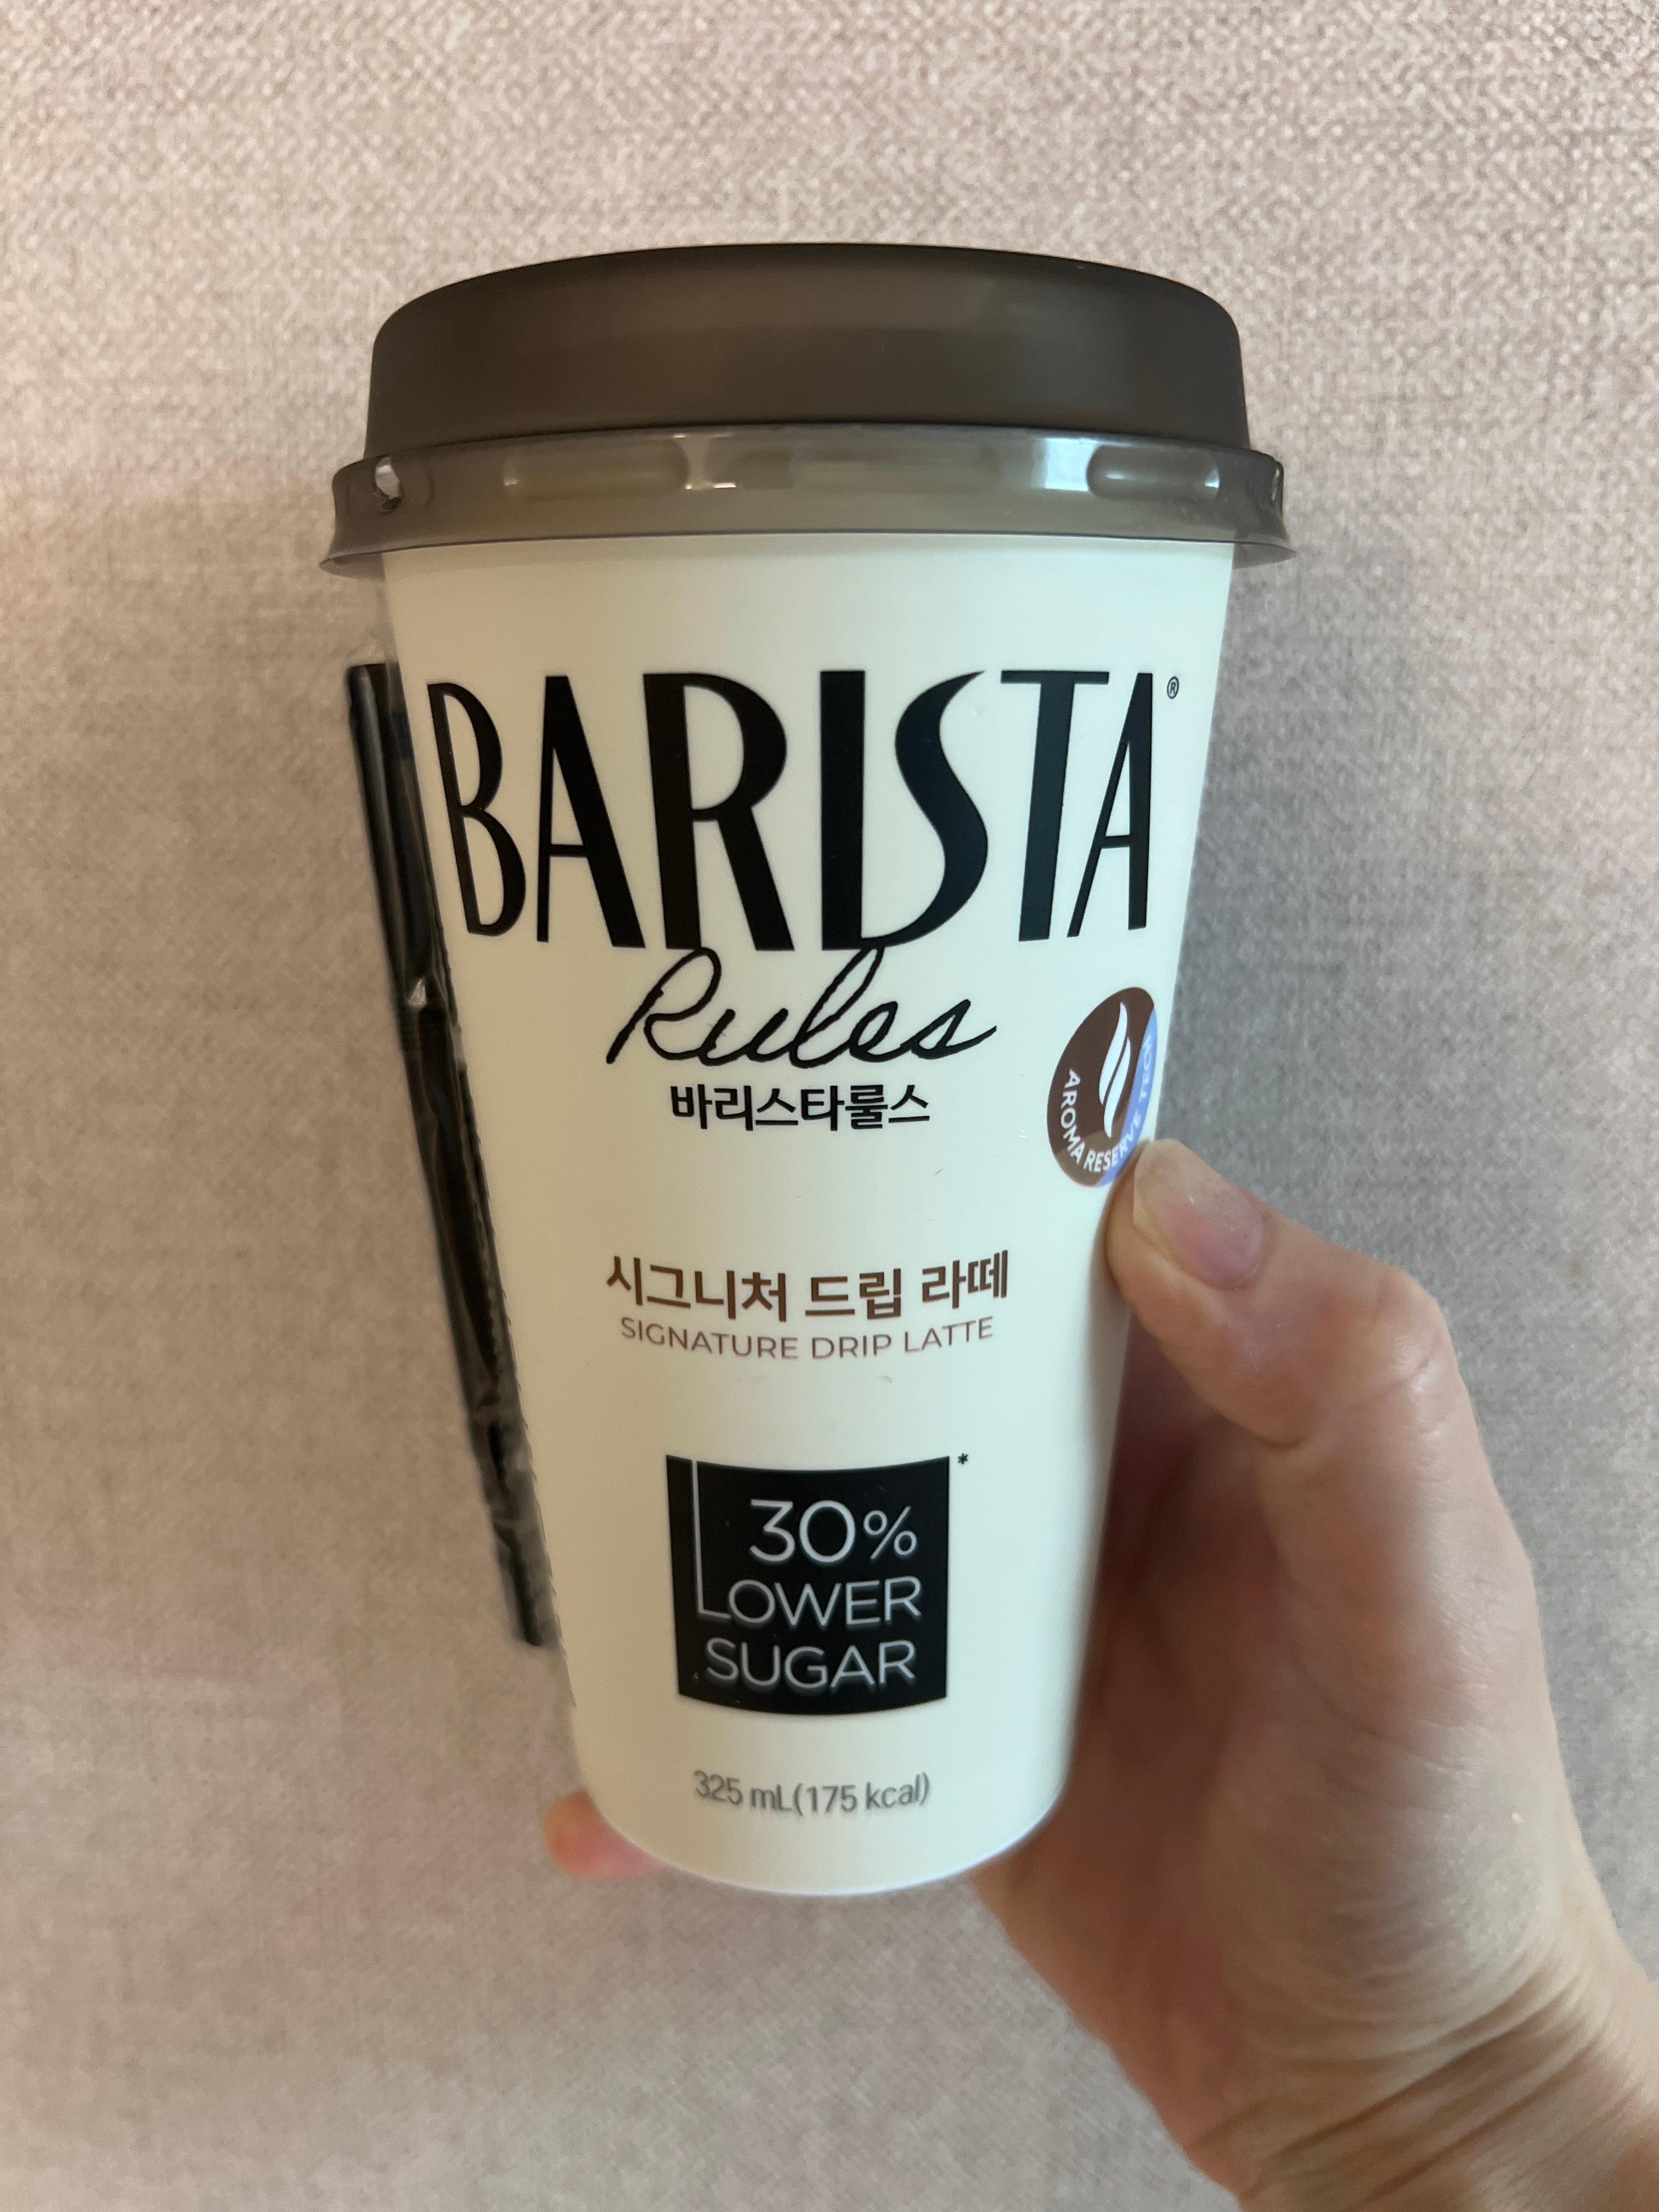 BARISTA®
Rules
바리스타룰스
AROMA RESERVE TECH
시그니처 드립 라떼
SIGNATURE DRIP LATTE
30% *
LOWER
SUGAR
325 mL(175 kcal)